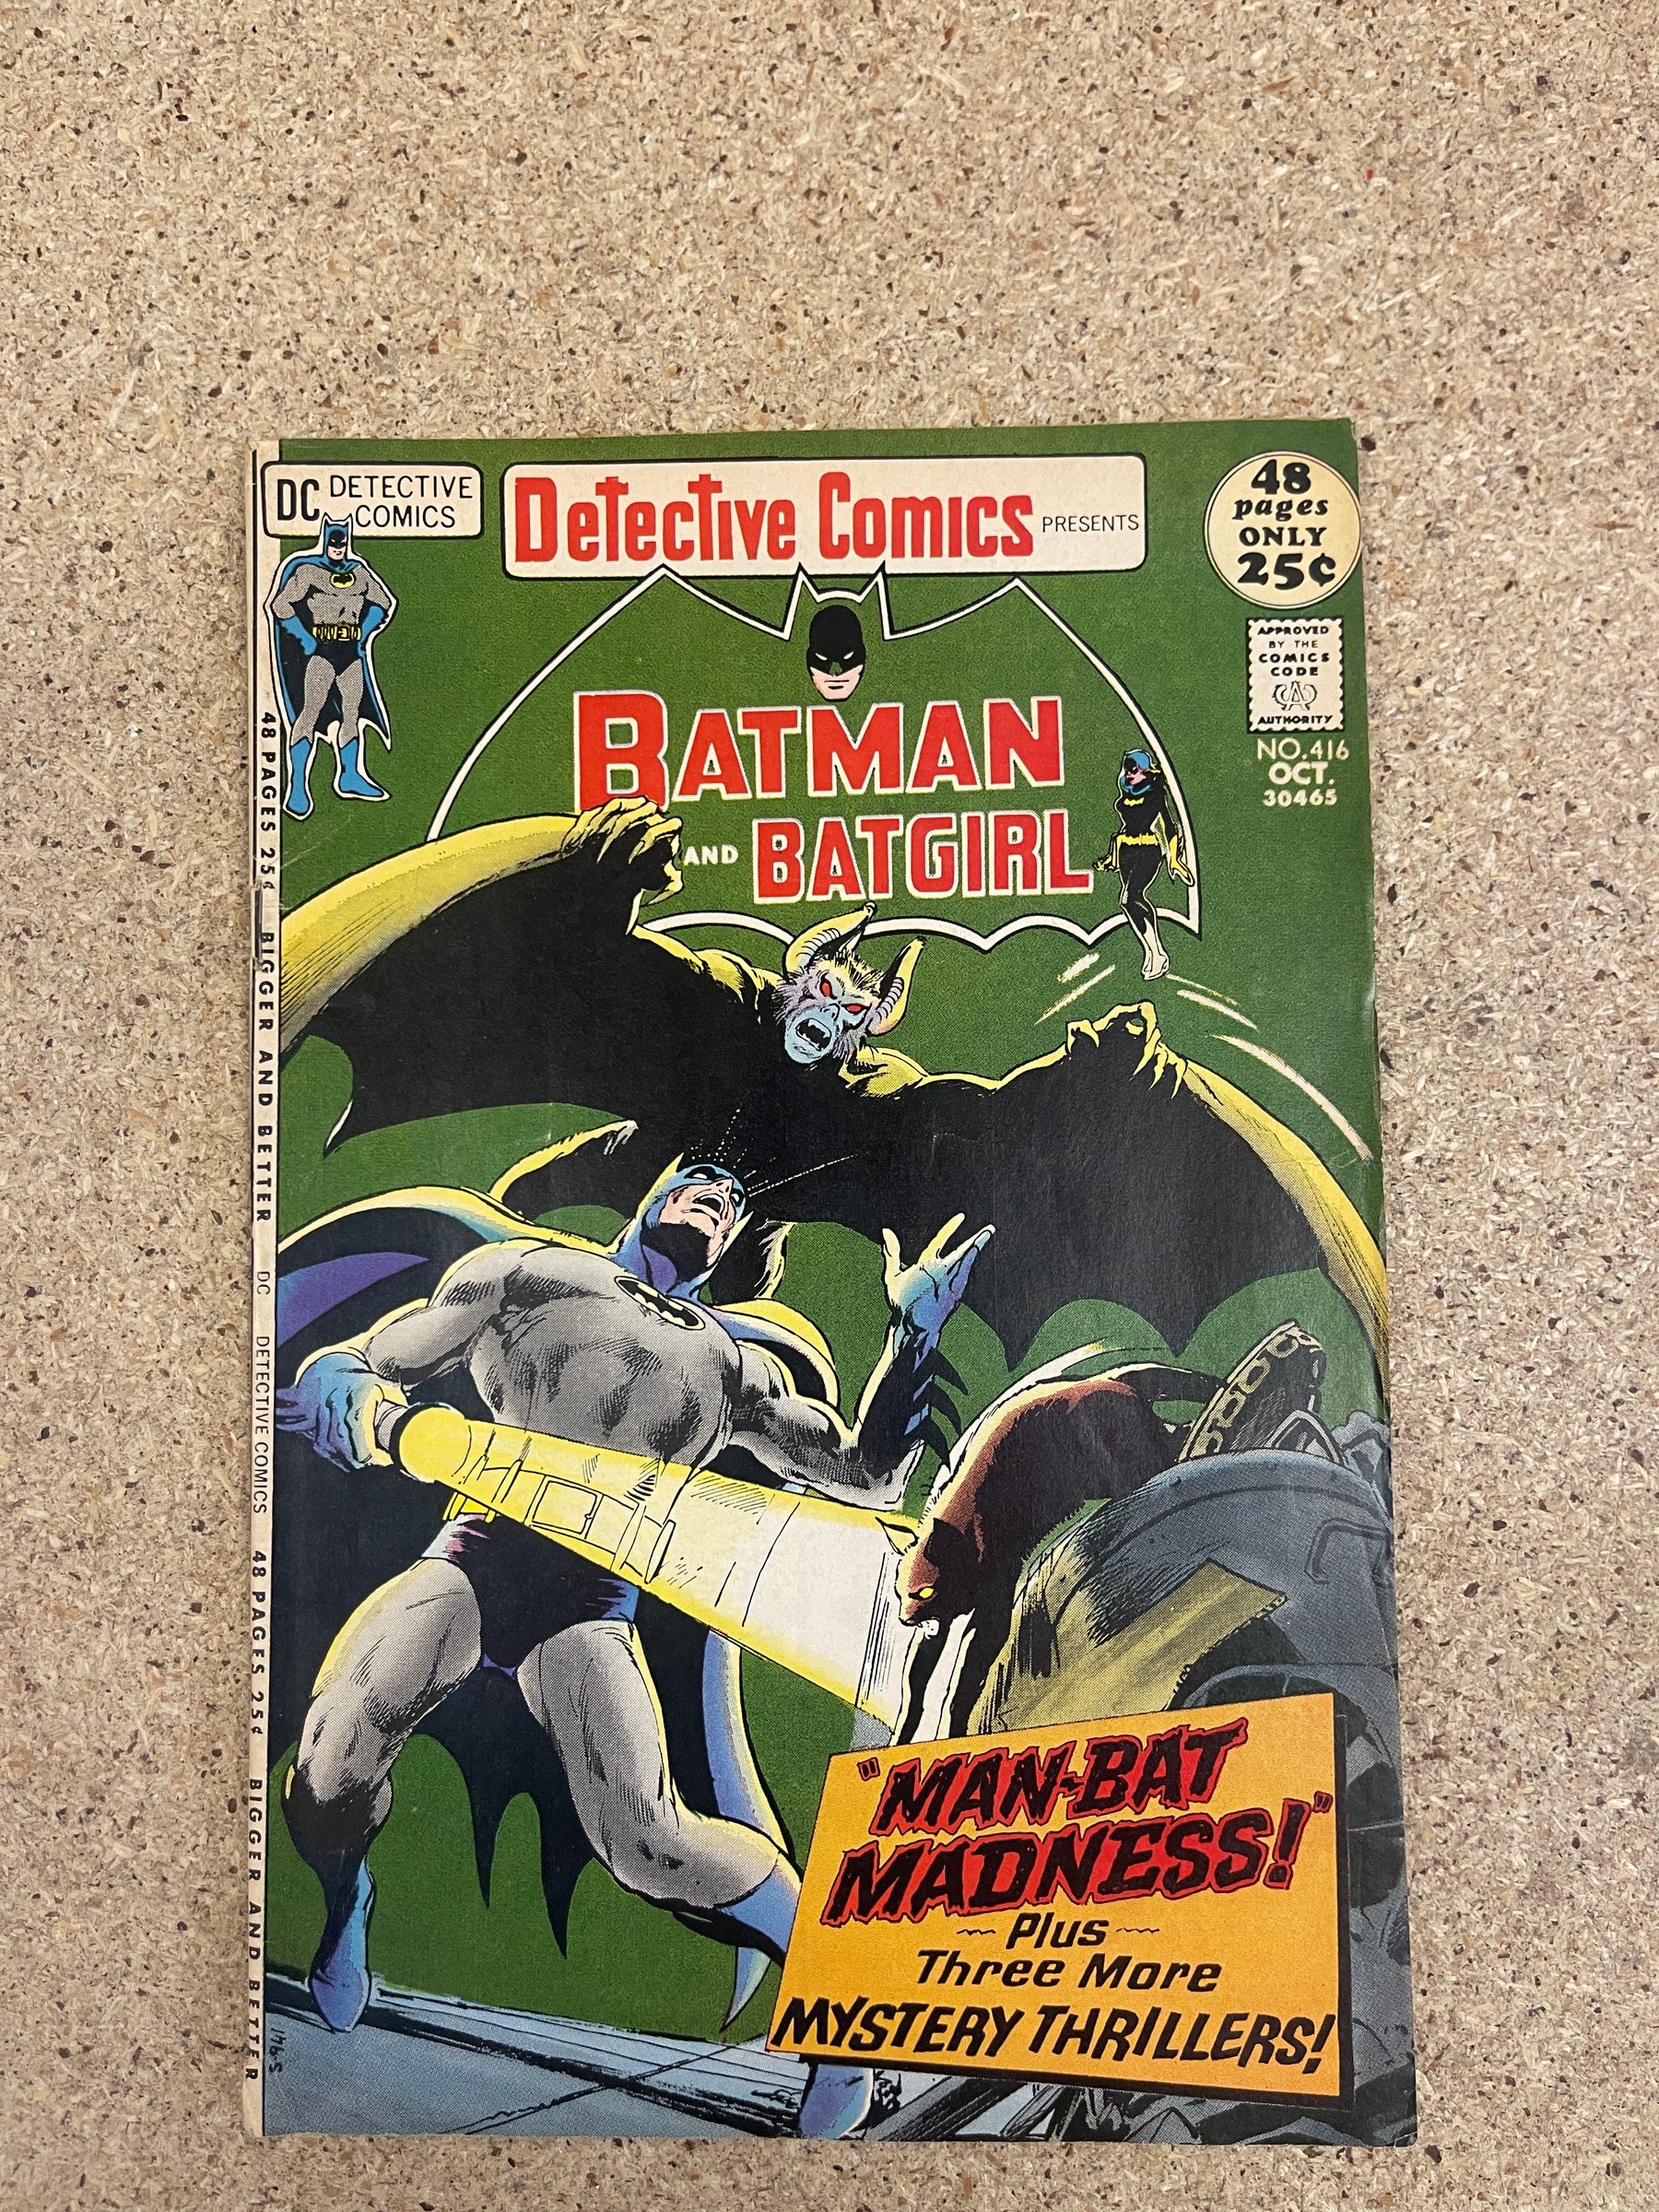 DC DETECTIVE
COMICS
Detective Comics PRESENTS
48
pages
ONLY
25¢
APPROVED
BY THE
COMICS
CODE
AUTHORITY
NO.416
OCT.
30465
BATMAN
AND BATGIRL
"MAN-BAT
MADNESS!"
Plus
Three More
MYSTERY THRILLERS!
48 PAGES 25¢ BIGGER AND BETTER DC DETECTIVE COMICS 48 PAGES 25¢ BIGGER AND BETTER